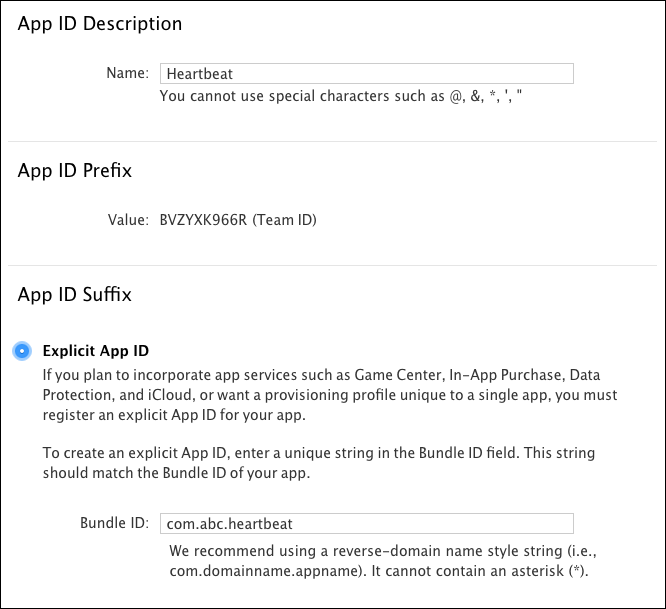 App ID Description
Name: Heartbeat
You cannot use special characters such as @, &, *, ', "
App ID Prefix
Value: BVZYXK966R (Team ID)
App ID Suffix
Explicit App ID
If you plan to incorporate app services such as Game Center, In-App Purchase, Data
Protection, and iCloud, or want a provisioning profile unique to a single app, you must
register an explicit App ID for your app.
To create an explicit App ID, enter a unique string in the Bundle ID field. This string
should match the Bundle ID of your app.
Bundle ID: com.abc.heartbeat
We recommend using a reverse-domain name style string (i.e.,
com.domainname.appname). It cannot contain an asterisk (*).